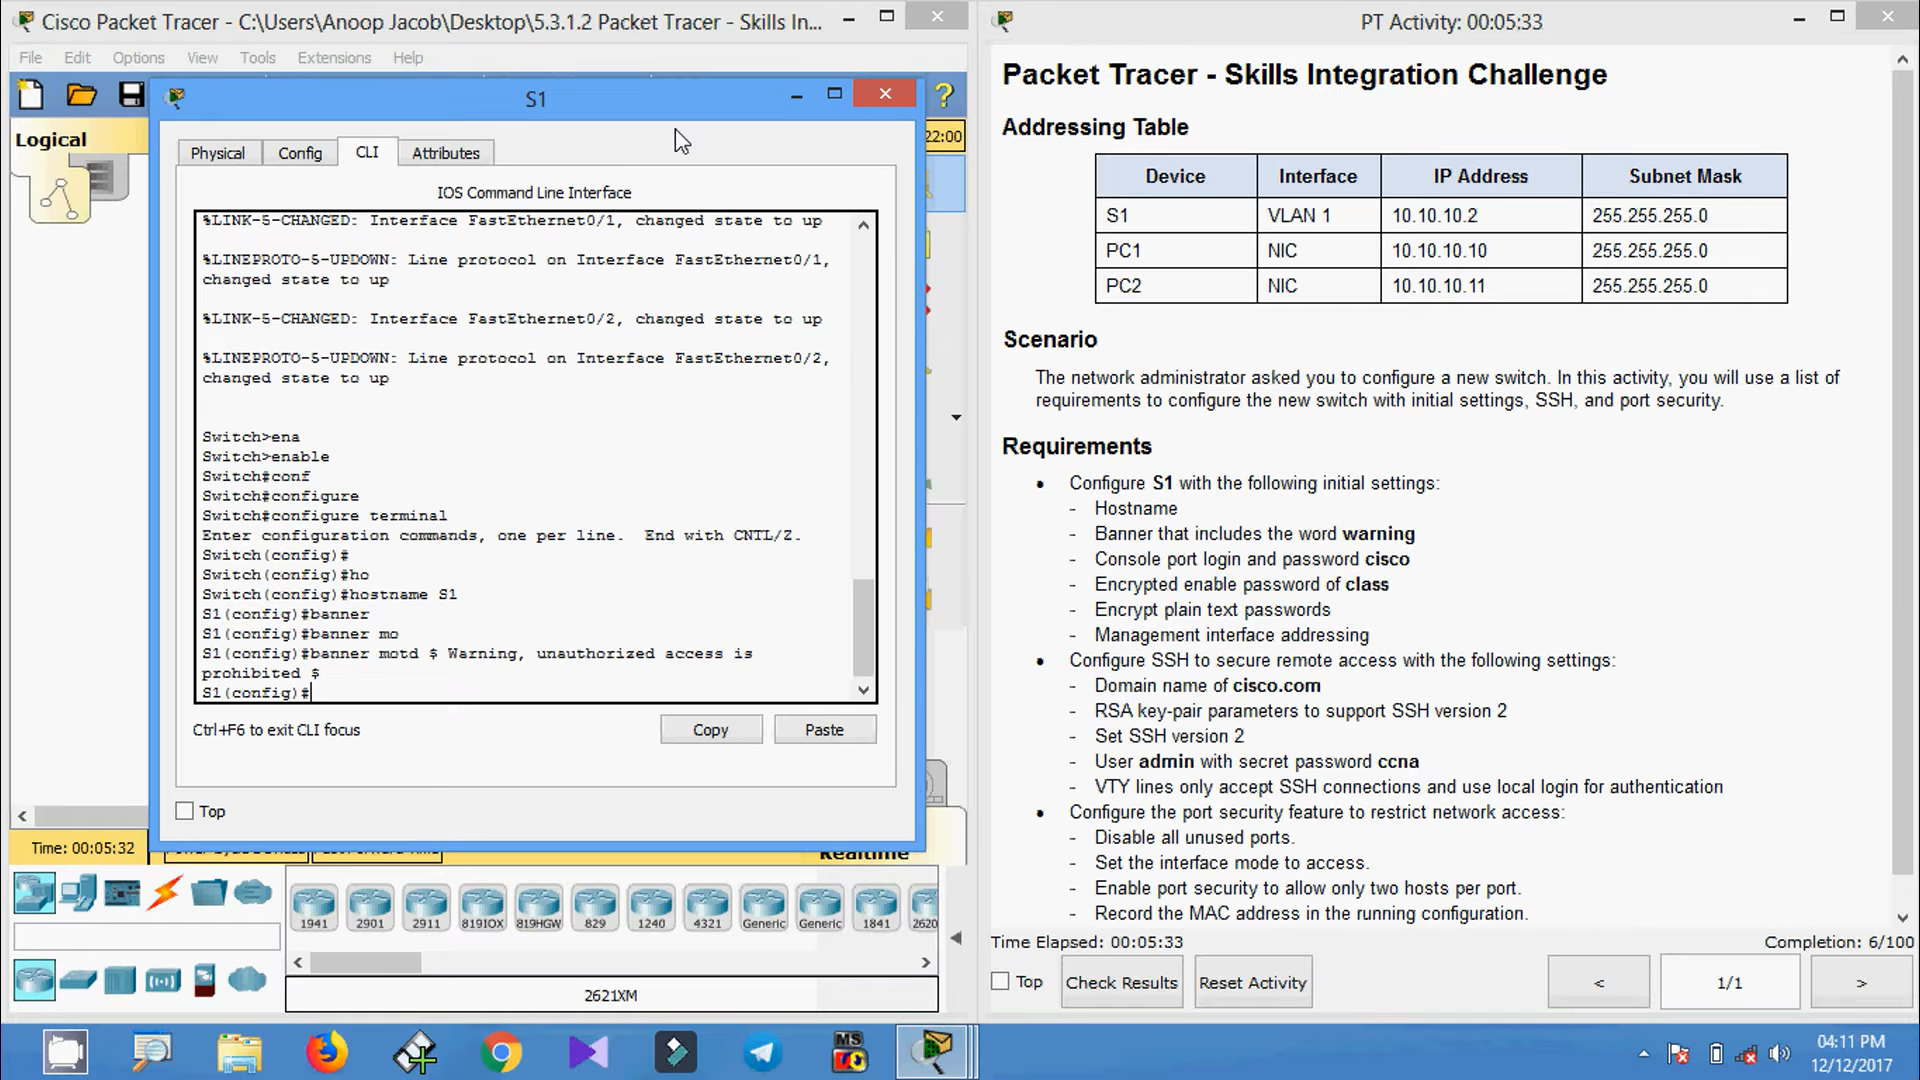 Cisco Packet Tracer - C:\Users\Anoop Jacob\Desktop\5.3.1.2 Packet Tracer - Skills In...
File Edit Options View Tools Extensions Help
Logical
22:00
S1
Physical Config CLI Attributes
IOS Command Line Interface
%LINK-5-CHANGED: Interface FastEthernet0/1, changed state to up
%LINEPROTO-5-UPDOWN: Line protocol on Interface FastEthernet0/1,
changed state to up
%LINK-5-CHANGED: Interface FastEthernet0/2, changed state to up
%LINEPROTO-5-UPDOWN: Line protocol on Interface FastEthernet0/2,
changed state to up
Switch>ena
Switch>enable
Switch#conf
Switch#configure
Switch#configure terminal
Enter configuration commands, one per line.  End with CNTL/Z.
Switch(config)#
Switch(config)#ho
Switch(config)#hostname S1
S1(config)#banner
S1(config)#banner mo
S1(config)#banner motd $ Warning, unauthorized access is
prohibited $
S1(config)#
Ctrl+F6 to exit CLI focus
Copy Paste
Top
Time: 00:05:32
Realtime
1941 2901 2911 819IOX 819HGW 829 1240 4321 Generic Generic 1841 2620
2621XM
PT Activity: 00:05:33
Packet Tracer - Skills Integration Challenge
Addressing Table
Device Interface IP Address Subnet Mask
S1 VLAN 1 10.10.10.2 255.255.255.0
PC1 NIC 10.10.10.10 255.255.255.0
PC2 NIC 10.10.10.11 255.255.255.0
Scenario
The network administrator asked you to configure a new switch. In this activity, you will use a list of
requirements to configure the new switch with initial settings, SSH, and port security.
Requirements
• Configure S1 with the following initial settings:
- Hostname
- Banner that includes the word warning
- Console port login and password cisco
- Encrypted enable password of class
- Encrypt plain text passwords
- Management interface addressing
• Configure SSH to secure remote access with the following settings:
- Domain name of cisco.com
- RSA key-pair parameters to support SSH version 2
- Set SSH version 2
- User admin with secret password ccna
- VTY lines only accept SSH connections and use local login for authentication
• Configure the port security feature to restrict network access:
- Disable all unused ports.
- Set the interface mode to access.
- Enable port security to allow only two hosts per port.
- Record the MAC address in the running configuration.
Time Elapsed: 00:05:33 Completion: 6/100
Top Check Results Reset Activity < 1/1 >
MS
04:11 PM
12/12/2017